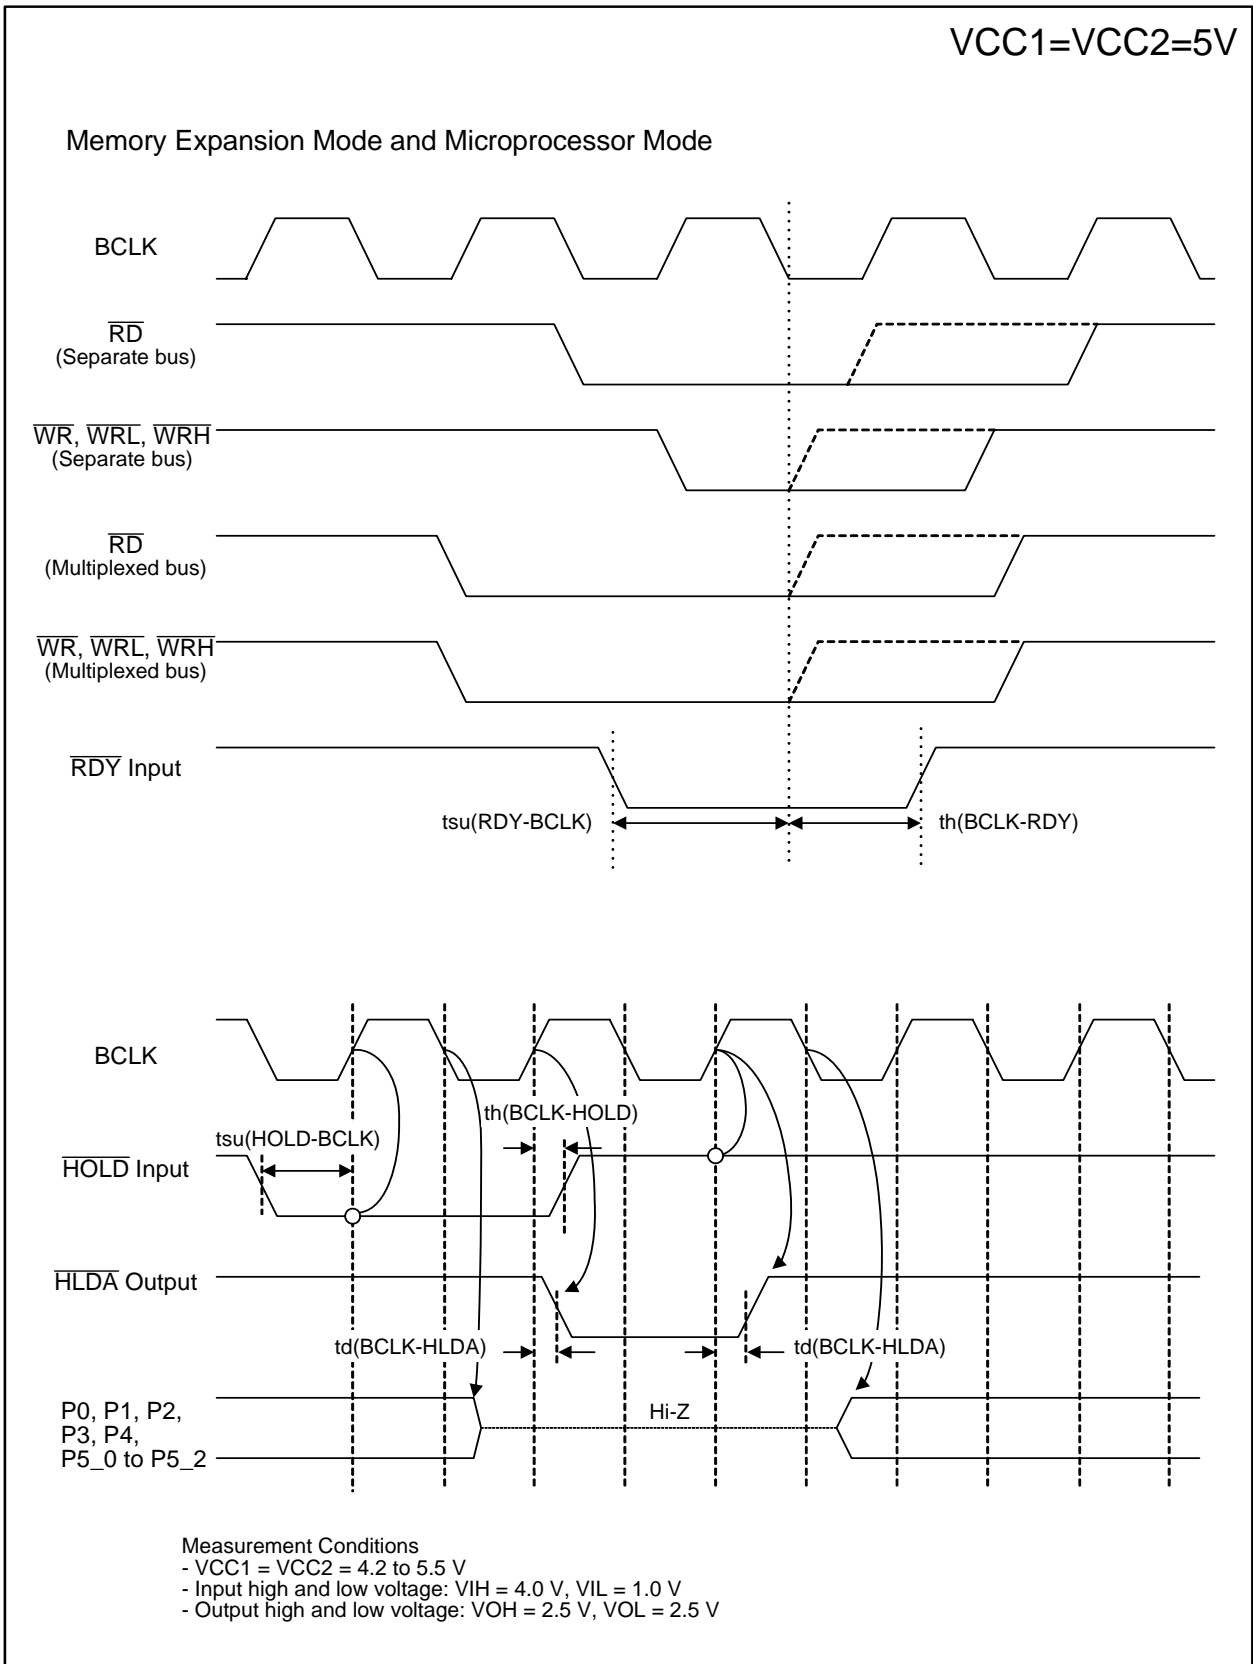 VCC1=VCC2=5V
Memory Expansion Mode and Microprocessor Mode
BCLK
RD
(Separate bus)
WR, WRL, WRH
(Separate bus)
RD
(Multiplexed bus)
WR, WRL, WRH
(Multiplexed bus)
RDY Input
tsu(RDY-BCLK)
th(BCLK-RDY)
BCLK
th(BCLK-HOLD)
tsu(HOLD-BCLK)
HOLD Input
HLDA Output
td(BCLK-HLDA)
td(BCLK-HLDA)
Hi-Z
P0, P1, P2,
P3, P4,
P5_0 to P5_2
Measurement Conditions
- VCC1 = VCC2 = 4.2 to 5.5 V
- Input high and low voltage: VIH = 4.0 V, VIL = 1.0 V
- Output high and low voltage: VOH = 2.5 V, VOL = 2.5 V